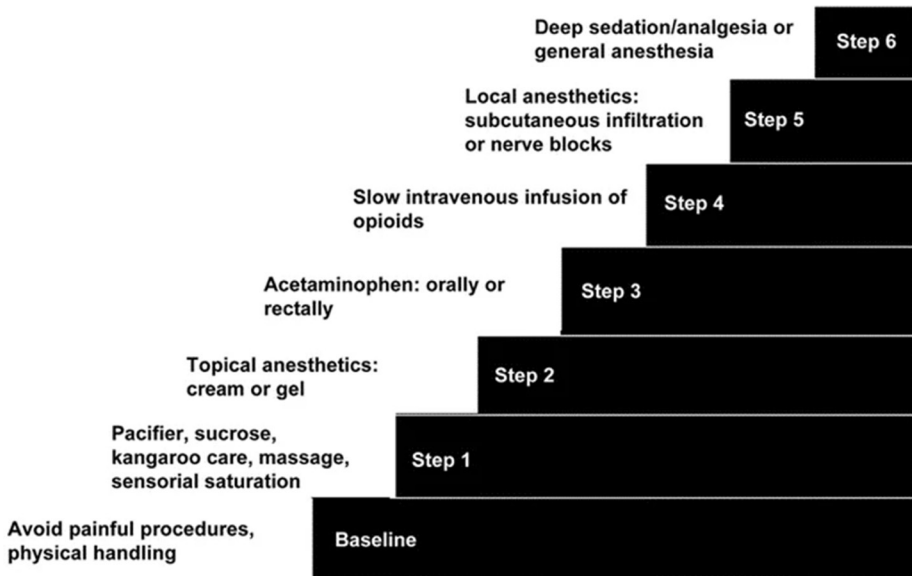 Deep sedation/analgesia or
general anesthesia
Step 6
Local anesthetics:
subcutaneous infiltration
or nerve blocks
Step 5
Slow intravenous infusion of
opioids
Step 4
Acetaminophen: orally or
rectally
Step 3
Topical anesthetics:
cream or gel
Step 2
Pacifier, sucrose,
kangaroo care, massage,
sensorial saturation
Step 1
Avoid painful procedures,
physical handling
Baseline